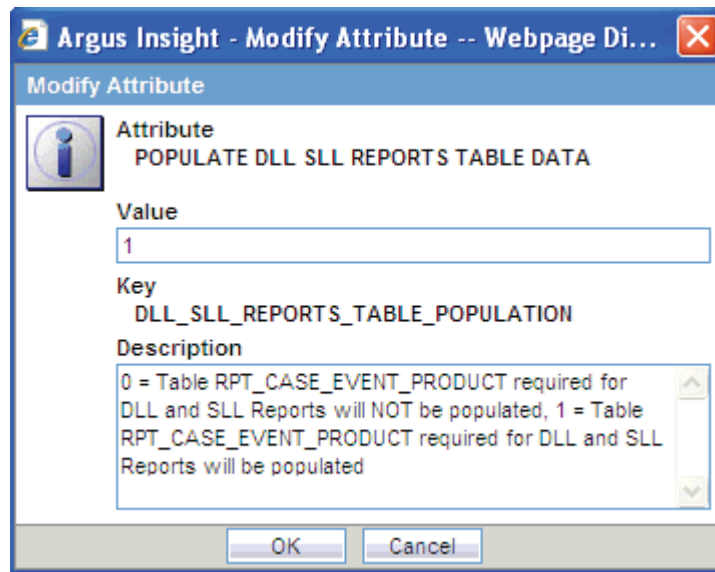 Argus Insight - Modify Attribute -- Webpage Di...
Modify Attribute
Attribute
POPULATE DLL SLL REPORTS TABLE DATA
Value
1
Key
DLL_SLL_REPORTS_TABLE_POPULATION
Description
0 = Table RPT_CASE_EVENT_PRODUCT required for
DLL and SLL Reports will NOT be populated, 1 = Table
RPT_CASE_EVENT_PRODUCT required for DLL and SLL
Reports will be populated
OK Cancel